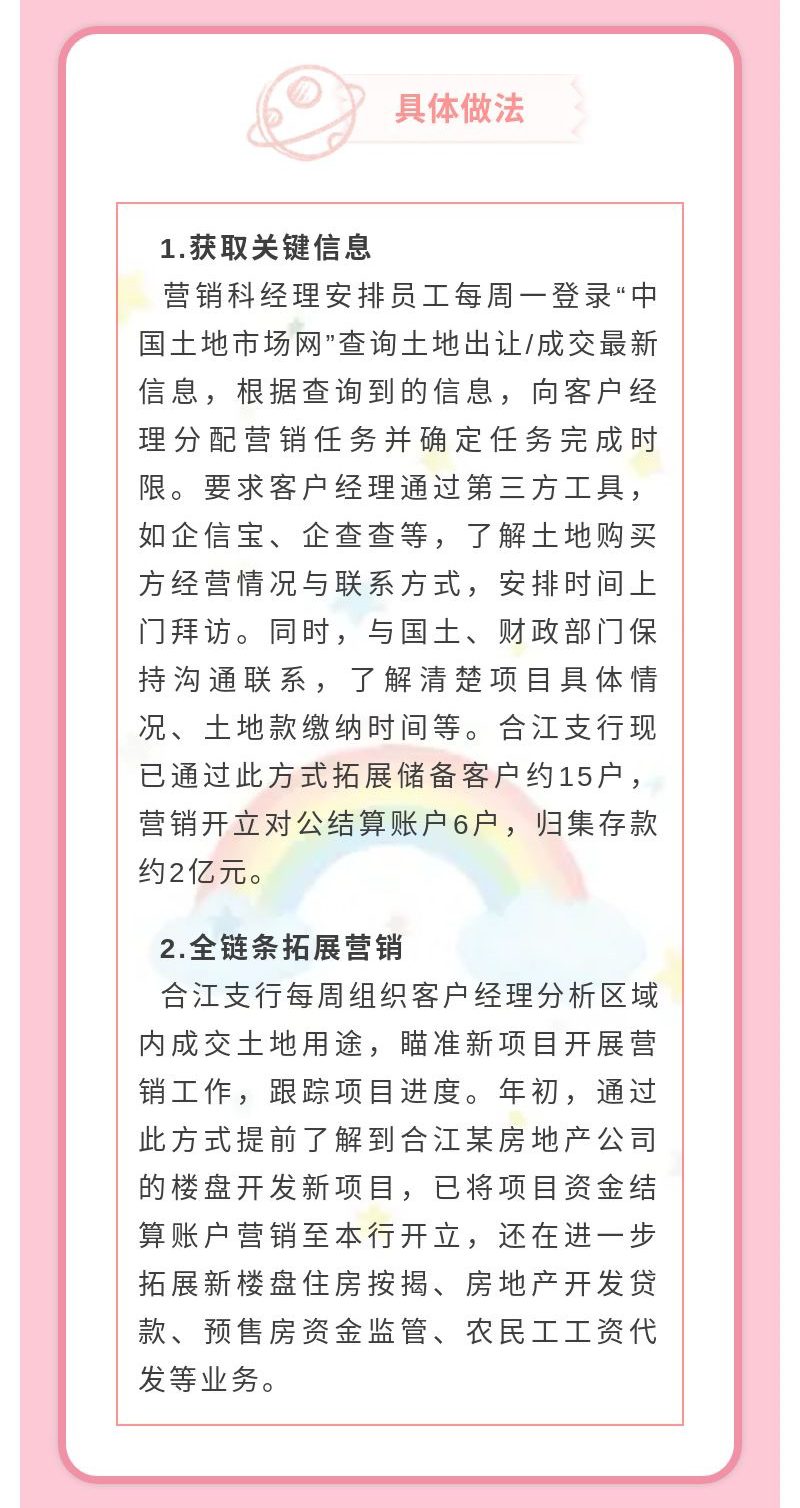 具体做法
1.获取关键信息
营销科经理安排员工每周一登录“中
国土地市场网”查询土地出让/成交最新
信息，根据查询到的信息，向客户经
理分配营销任务并确定任务完成时
限。要求客户经理通过第三方工具，
如企信宝、企查查等，了解土地购买
方经营情况与联系方式，安排时间上
门拜访。同时，与国土、财政部门保
持沟通联系，了解清楚项目具体情
况、土地款缴纳时间等。合江支行现
已通过此方式拓展储备客户约15户，
营销开立对公结算账户6户，归集存款
约2亿元。
2.全链条拓展营销
合江支行每周组织客户经理分析区域
内成交土地用途，瞄准新项目开展营
销工作，跟踪项目进度。年初，通过
此方式提前了解到合江某房地产公司
的楼盘开发新项目，已将项目资金结
算账户营销至本行开立，还在进一步
拓展新楼盘住房按揭、房地产开发贷
款、预售房资金监管、农民工工资代
发等业务。